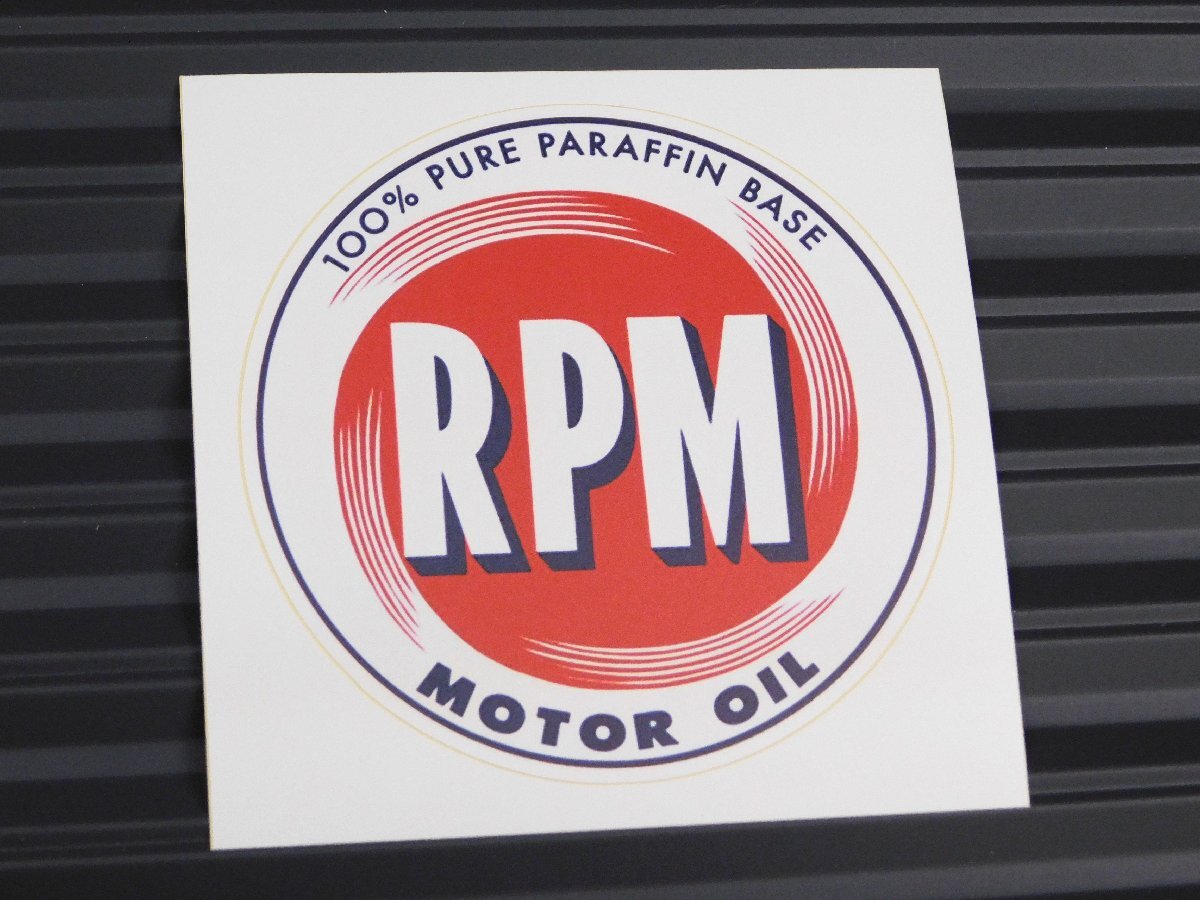 100% PURE PARAFFIN BASE
RPM
MOTOR OIL